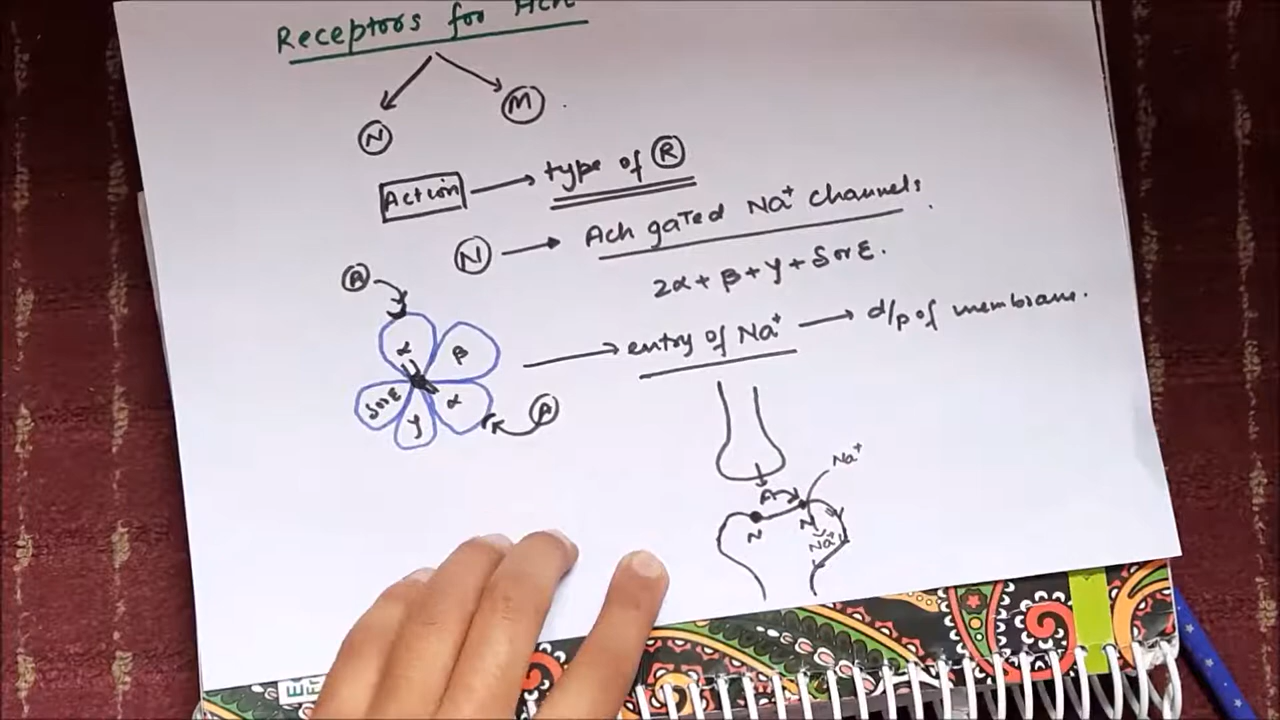 Receptors for Ach
N
M
Action → type of R
N → Ach gated Na⁺ channels.
2α + β + γ + δ or ε.
A
α
β
δ or ε
γ
α
A
→ entry of Na⁺ → d/p of membrane.
Na⁺
A
N
N
Na⁺